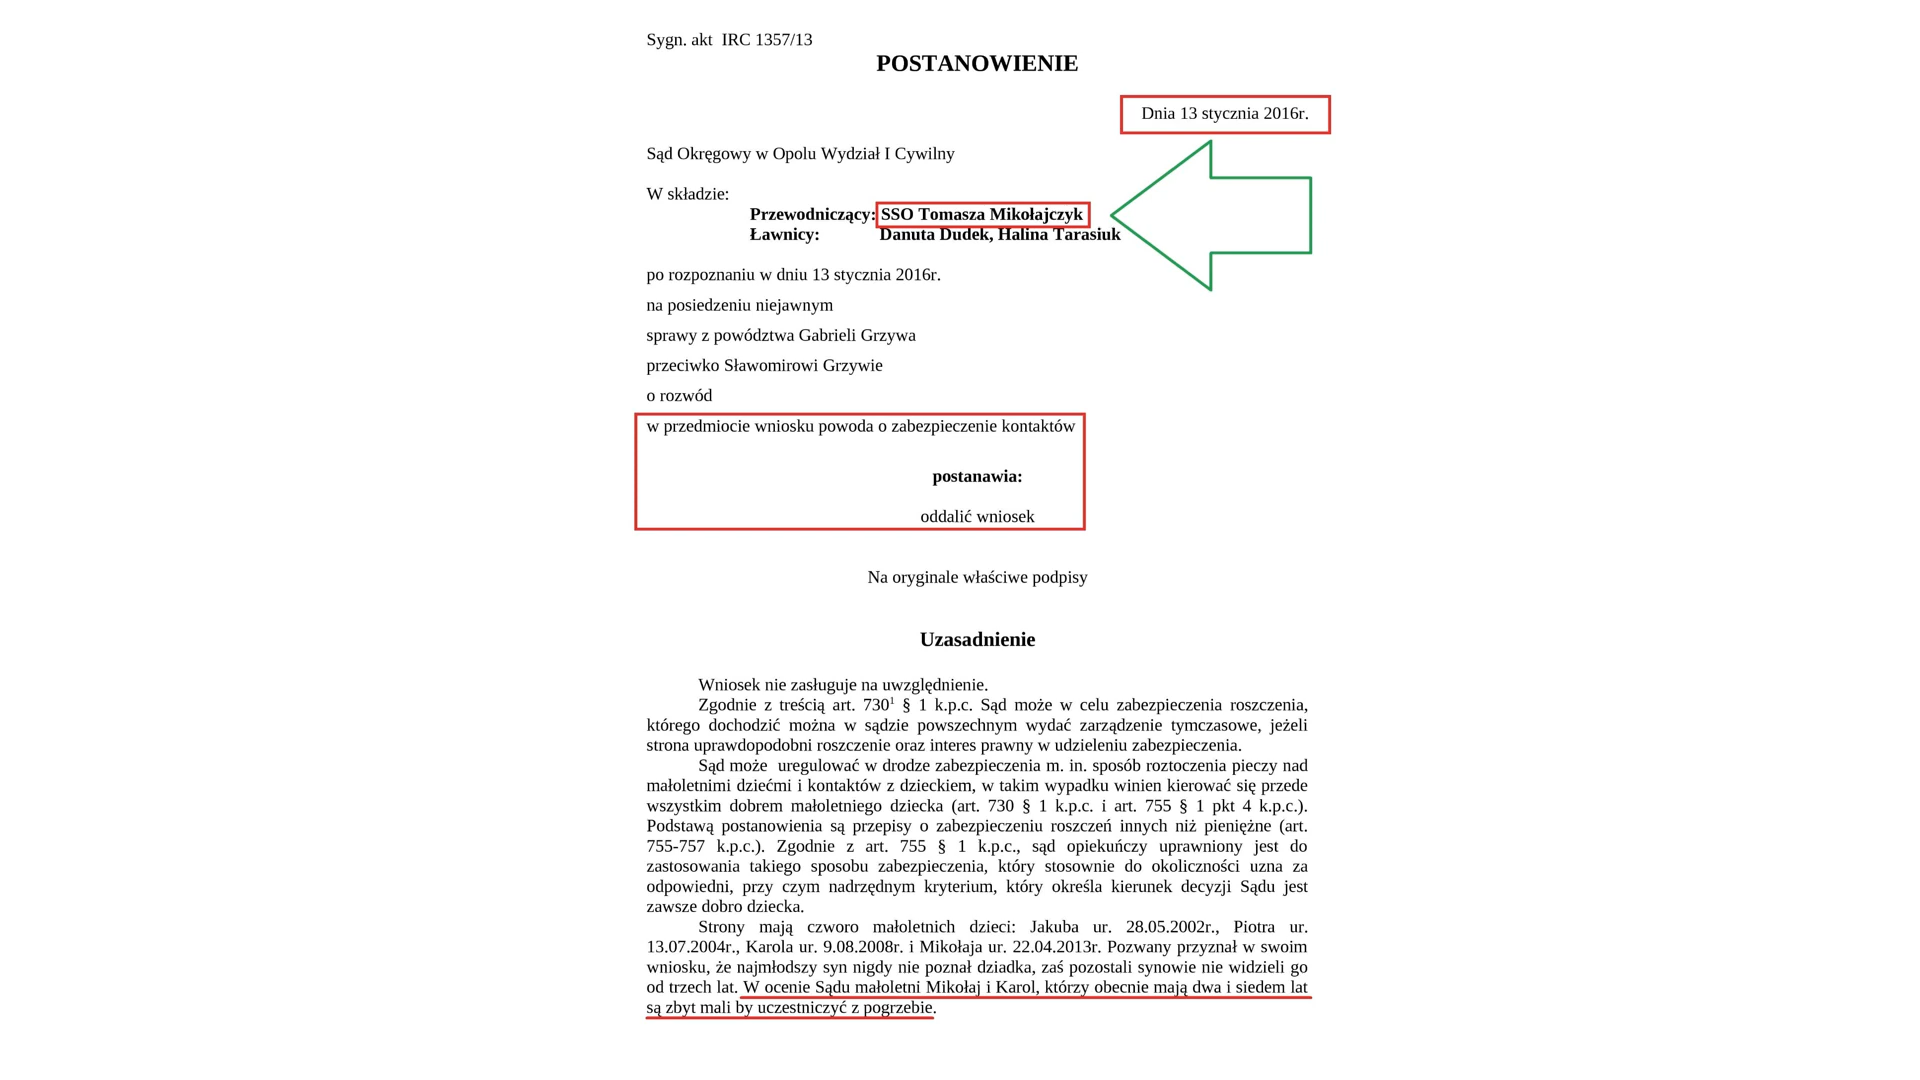 Sygn. akt  IRC 1357/13
POSTANOWIENIE
Dnia 13 stycznia 2016r.
Sąd Okręgowy w Opolu Wydział I Cywilny
W składzie:
Przewodniczący: SSO Tomasza Mikołajczyk
Ławnicy: Danuta Dudek, Halina Tarasiuk
po rozpoznaniu w dniu 13 stycznia 2016r.
na posiedzeniu niejawnym
sprawy z powództwa Gabrieli Grzywa
przeciwko Sławomirowi Grzywie
o rozwód
w przedmiocie wniosku powoda o zabezpieczenie kontaktów
postanawia:
oddalić wniosek
Na oryginale właściwe podpisy
Uzasadnienie
Wniosek nie zasługuje na uwzględnienie.
Zgodnie z treścią art. 730¹ § 1 k.p.c. Sąd może w celu zabezpieczenia roszczenia,
którego dochodzić można w sądzie powszechnym wydać zarządzenie tymczasowe, jeżeli
strona uprawdopodobni roszczenie oraz interes prawny w udzieleniu zabezpieczenia.
Sąd może  uregulować w drodze zabezpieczenia m. in. sposób roztoczenia pieczy nad
małoletnimi dziećmi i kontaktów z dzieckiem, w takim wypadku winien kierować się przede
wszystkim dobrem małoletniego dziecka (art. 730 § 1 k.p.c. i art. 755 § 1 pkt 4 k.p.c.).
Podstawą postanowienia są przepisy o zabezpieczeniu roszczeń innych niż pieniężne (art.
755-757 k.p.c.). Zgodnie z art. 755 § 1 k.p.c., sąd opiekuńczy uprawniony jest do
zastosowania takiego sposobu zabezpieczenia, który stosownie do okoliczności uzna za
odpowiedni, przy czym nadrzędnym kryterium, który określa kierunek decyzji Sądu jest
zawsze dobro dziecka.
Strony mają czworo małoletnich dzieci: Jakuba ur. 28.05.2002r., Piotra ur.
13.07.2004r., Karola ur. 9.08.2008r. i Mikołaja ur. 22.04.2013r. Pozwany przyznał w swoim
wniosku, że najmłodszy syn nigdy nie poznał dziadka, zaś pozostali synowie nie widzieli go
od trzech lat. W ocenie Sądu małoletni Mikołaj i Karol, którzy obecnie mają dwa i siedem lat
są zbyt mali by uczestniczyć z pogrzebie.